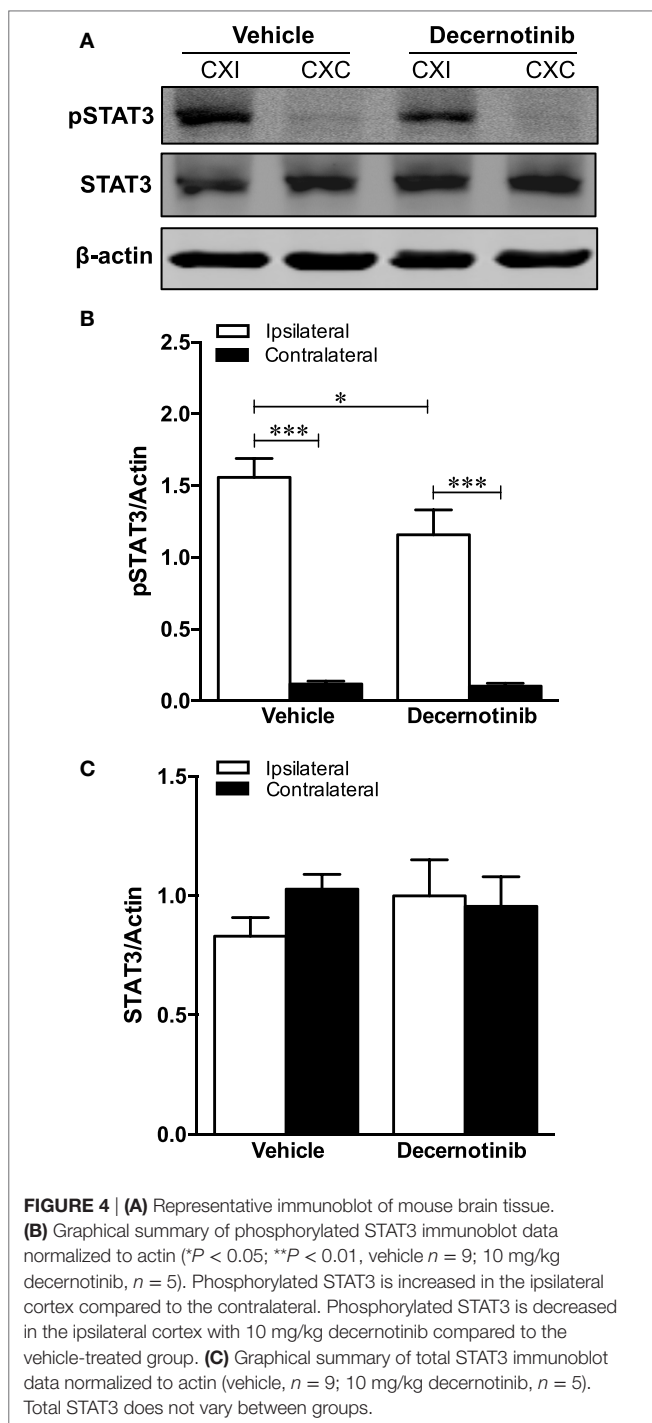 A
Vehicle Decernotinib
CXI CXC CXI CXC
pSTAT3
STAT3
β-actin
B
Ipsilateral
Contralateral
2.5
2.0
1.5
1.0
0.5
0.0
pSTAT3/Actin
*
***
***
Vehicle Decernotinib
C
Ipsilateral
Contralateral
1.5
1.0
0.5
0.0
STAT3/Actin
Vehicle Decernotinib
FIGURE 4 | (A) Representative immunoblot of mouse brain tissue.
(B) Graphical summary of phosphorylated STAT3 immunoblot data
normalized to actin (*P < 0.05; **P < 0.01, vehicle n = 9; 10 mg/kg
decernotinib, n = 5). Phosphorylated STAT3 is increased in the ipsilateral
cortex compared to the contralateral. Phosphorylated STAT3 is decreased
in the ipsilateral cortex with 10 mg/kg decernotinib compared to the
vehicle-treated group. (C) Graphical summary of total STAT3 immunoblot
data normalized to actin (vehicle, n = 9; 10 mg/kg decernotinib, n = 5).
Total STAT3 does not vary between groups.